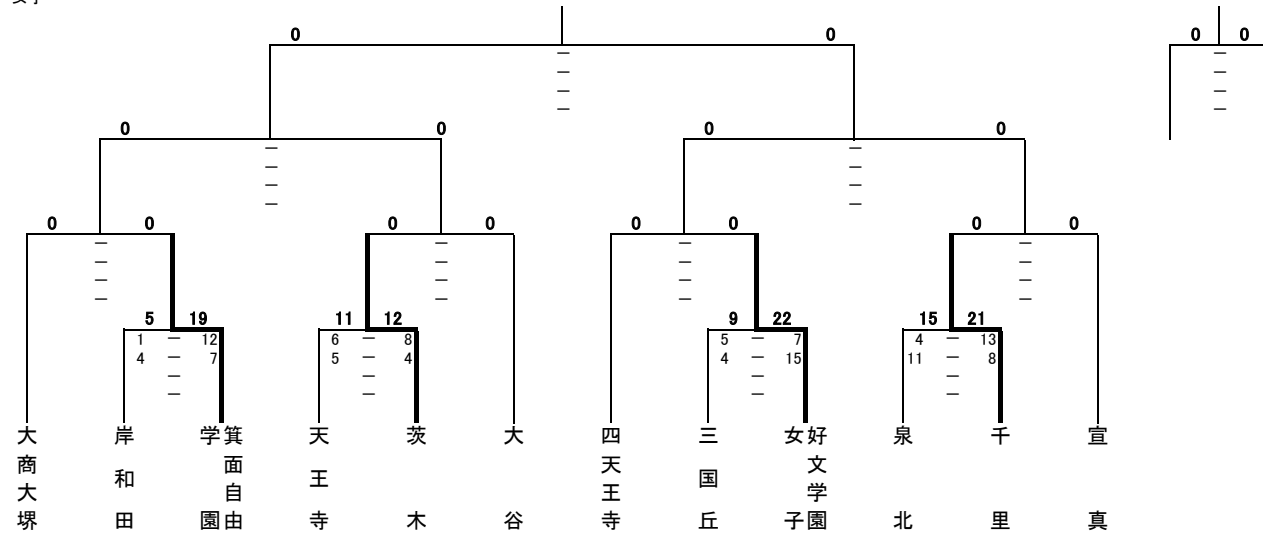 0 0 0 0
0 0 0 0
0 0 0 0 0 0 0 0
5 19 11 12 9 22 15 21
1 — 12 6 — 8 5 — 7 4 — 13
4 — 7 5 — 4 4 — 15 11 — 8
大商大堺
岸和田
箕面自由学園
天王寺
茨木
大谷
四天王寺
三国丘
好文学園女子
泉北
千里
宣真